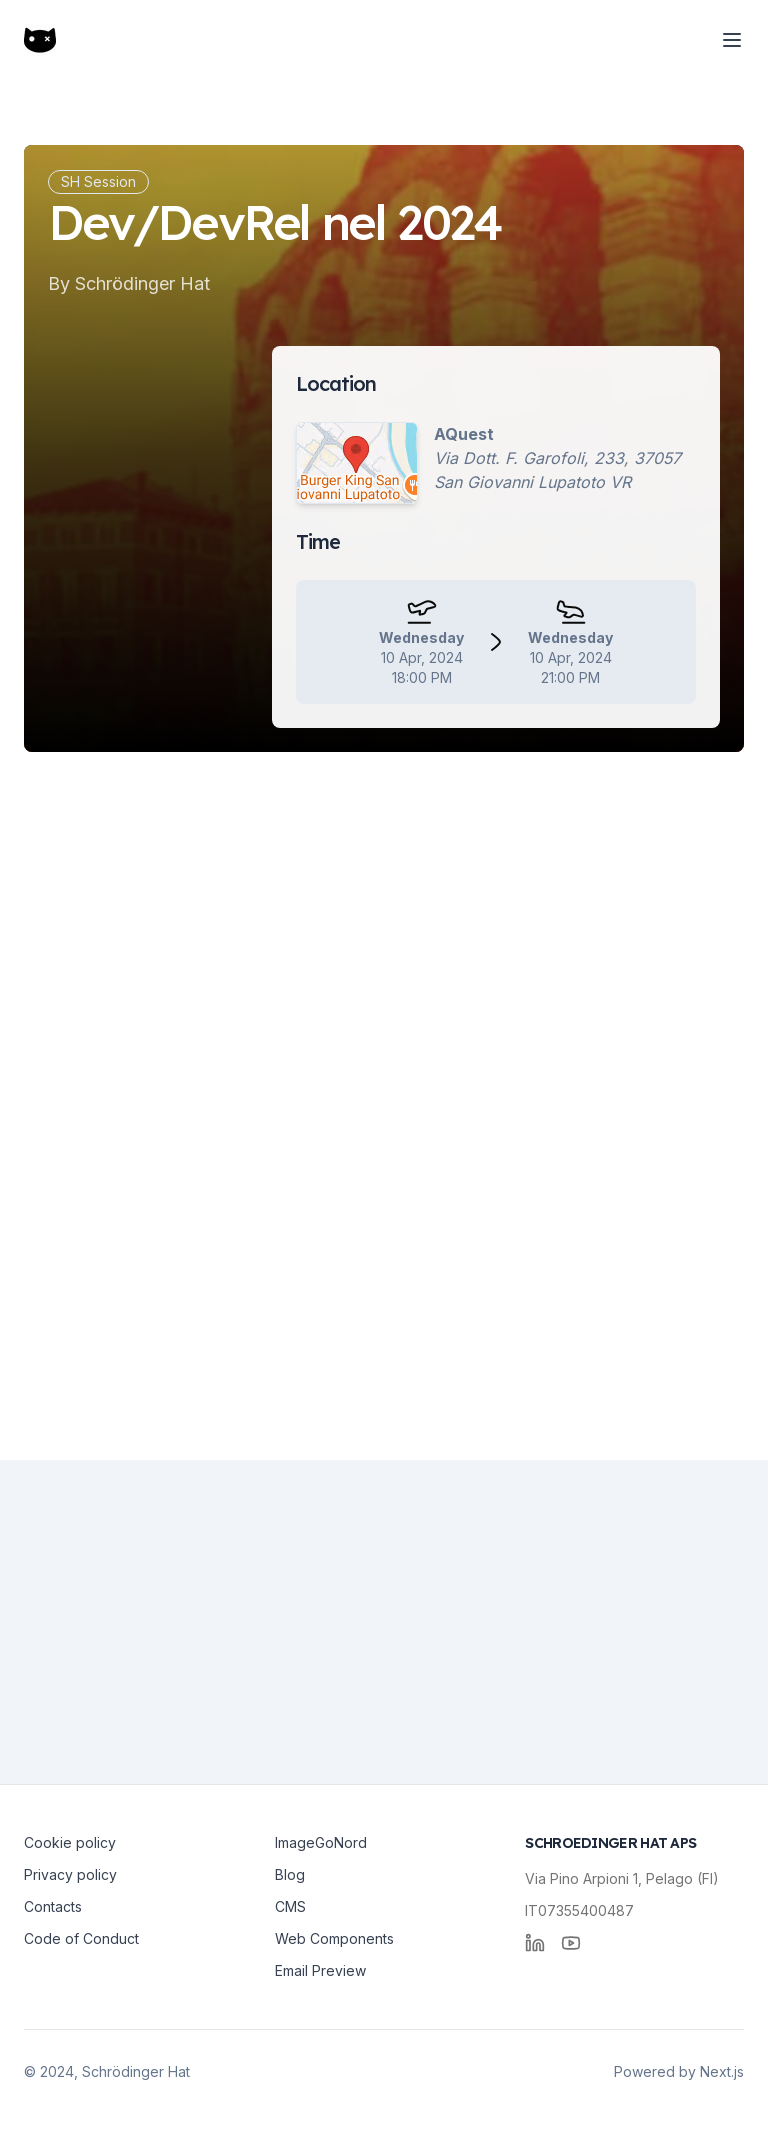 SH Session
Dev/DevRel nel 2024
By Schrödinger Hat
Location
Burger King San
iovanni Lupatoto
AQuest
Via Dott. F. Garofoli, 233, 37057
San Giovanni Lupatoto VR
Time
Wednesday
10 Apr, 2024
18:00 PM
Wednesday
10 Apr, 2024
21:00 PM
Cookie policy
Privacy policy
Contacts
Code of Conduct
ImageGoNord
Blog
CMS
Web Components
Email Preview
SCHROEDINGER HAT APS
Via Pino Arpioni 1, Pelago (FI)
IT07355400487
© 2024, Schrödinger Hat
Powered by Next.js